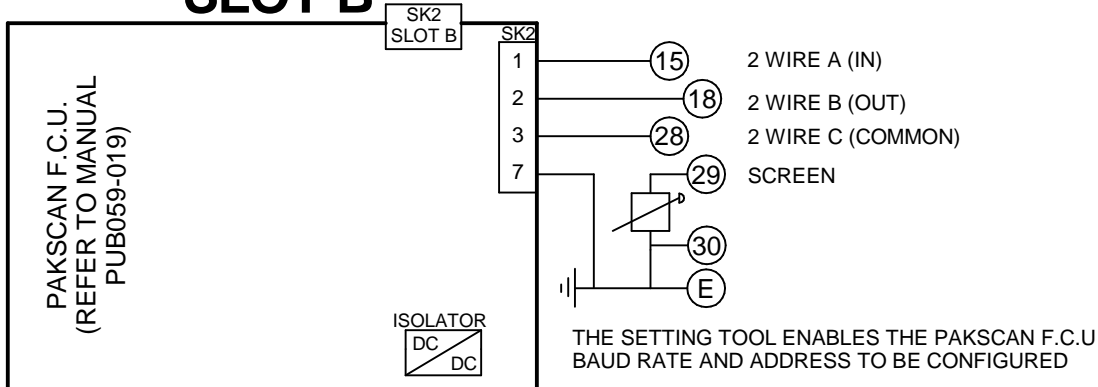 SLOT B
SK2
SLOT B
SK2
1
15
2 WIRE A (IN)
2
18
2 WIRE B (OUT)
3
28
2 WIRE C (COMMON)
7
29
SCREEN
30
E
PAKSCAN F.C.U.
(REFER TO MANUAL
PUB059-019)
ISOLATOR
DC
DC
THE SETTING TOOL ENABLES THE PAKSCAN F.C.U
BAUD RATE AND ADDRESS TO BE CONFIGURED